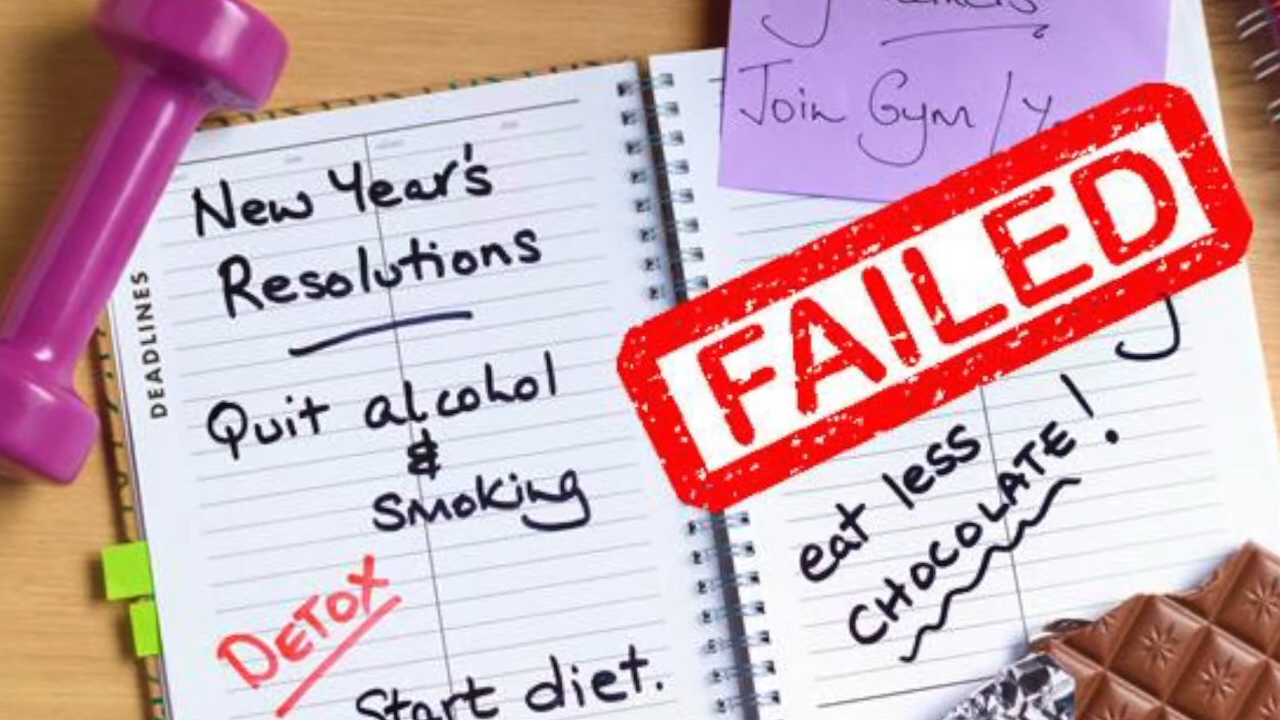 DEADLINES
New Year's
Resolutions
Quit alcohol
&
smoking
DETOX
Start diet.
Join Gym /
FAILED
eat less
CHOCOLATE!